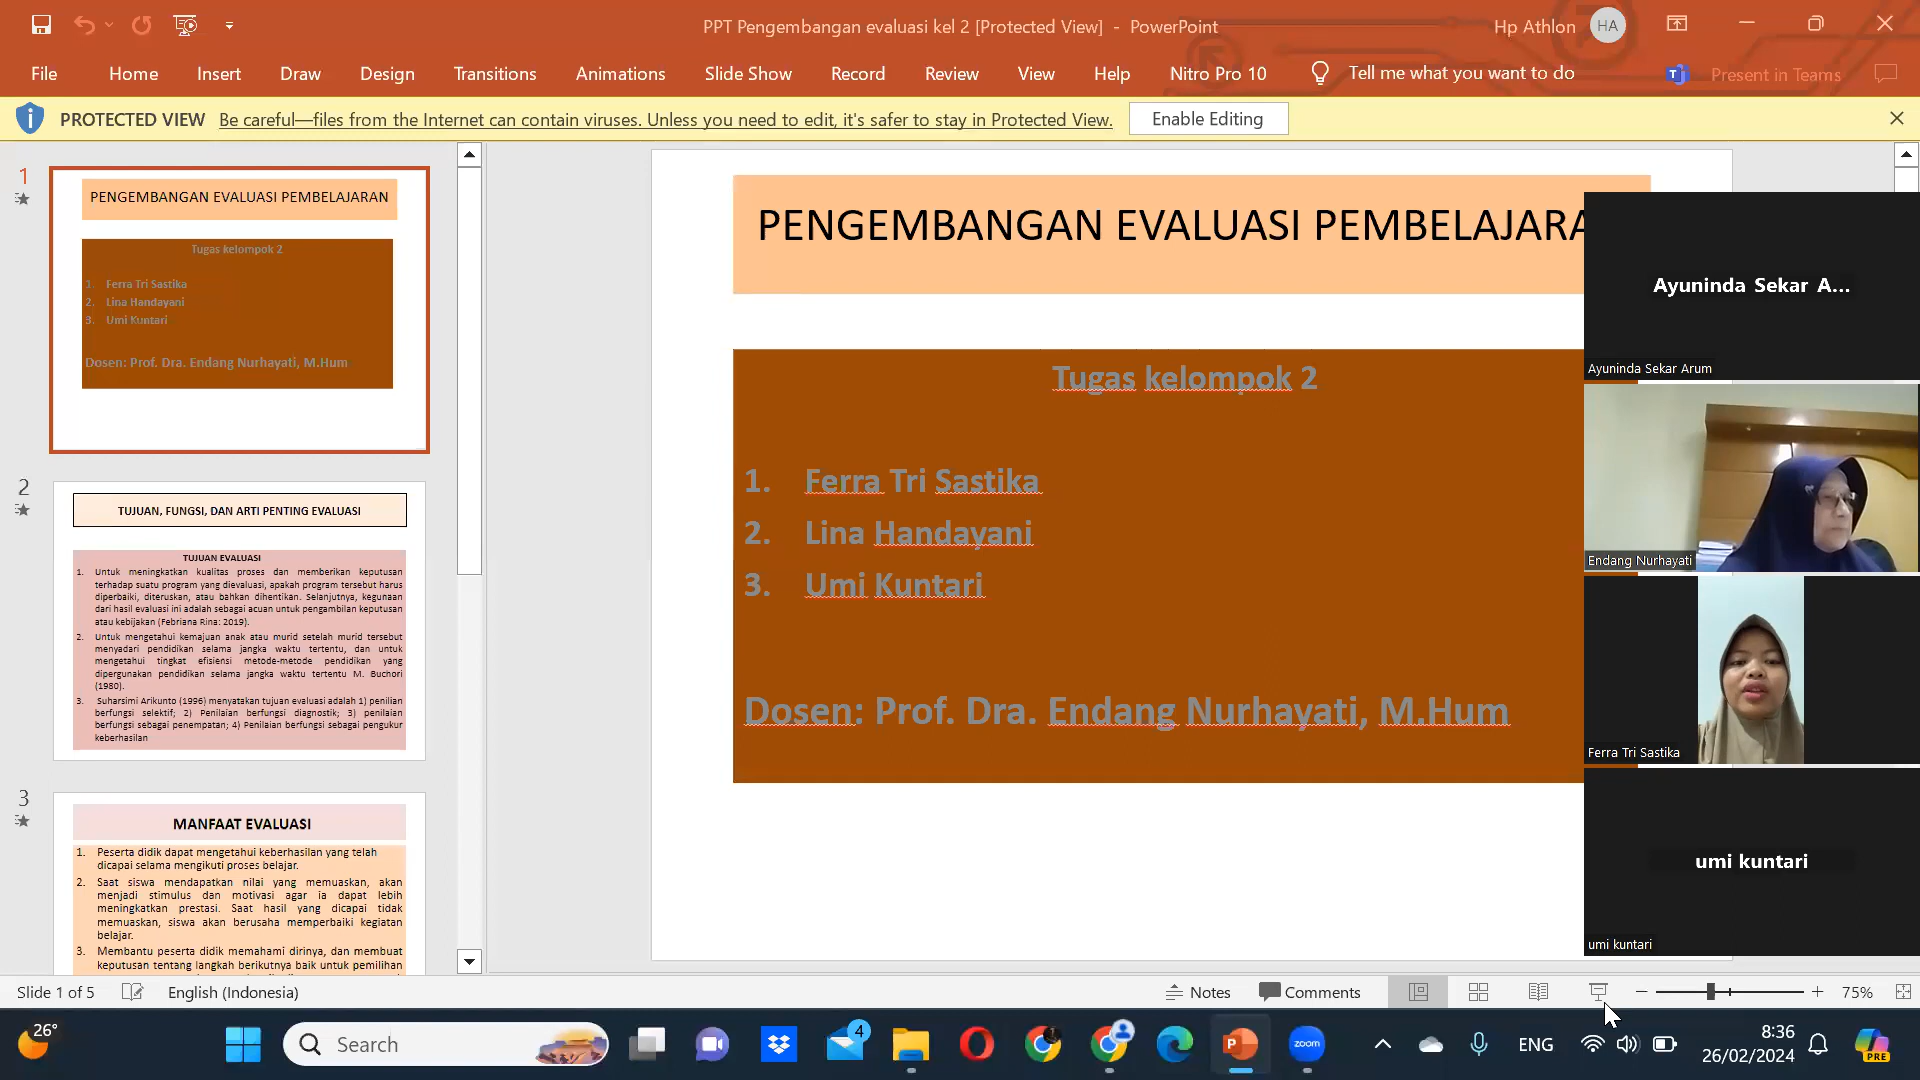 PPT Pengembangan evaluasi kel 2 [Protected View] - PowerPoint
Hp Athlon
HA
File Home Insert Draw Design Transitions Animations Slide Show Record Review View Help Nitro Pro 10 Tell me what you want to do
Present in Teams
PROTECTED VIEW Be careful—files from the Internet can contain viruses. Unless you need to edit, it's safer to stay in Protected View. Enable Editing
1
PENGEMBANGAN EVALUASI PEMBELAJARAN
Tugas kelompok 2
1. Ferra Tri Sastika
2. Lina Handayani
3. Umi Kuntari
Dosen: Prof. Dra. Endang Nurhayati, M.Hum
2
TUJUAN, FUNGSI, DAN ARTI PENTING EVALUASI
TUJUAN EVALUASI
1. Untuk meningkatkan kualitas proses dan memberikan keputusan
terhadap suatu program yang dievaluasi, apakah program tersebut harus
diperbaiki, diteruskan, atau bahkan dihentikan. Selanjutnya, kegunaan
dari hasil evaluasi ini adalah sebagai acuan untuk pengambilan keputusan
atau kebijakan (Febriana Rina: 2019).
2. Untuk mengetahui kemajuan anak atau murid setelah murid tersebut
menyadari pendidikan selama jangka waktu tertentu, dan untuk
mengetahui tingkat efisiensi metode-metode pendidikan yang
dipergunakan pendidikan selama jangka waktu tertentu M. Buchori
(1980).
3. Suharsimi Arikunto (1996) menyatakan tujuan evaluasi adalah 1) penilian
berfungsi selektif; 2) Penilaian berfungsi diagnostik; 3) penilaian
berfungsi sebagai penempatan; 4) Penilaian berfungsi sebagai pengukur
keberhasilan
3
MANFAAT EVALUASI
1. Peserta didik dapat mengetahui keberhasilan yang telah
dicapai selama mengikuti proses belajar.
2. Saat siswa mendapatkan nilai yang memuaskan, akan
menjadi stimulus dan motivasi agar ia dapat lebih
meningkatkan prestasi. Saat hasil yang dicapai tidak
memuaskan, siswa akan berusaha memperbaiki kegiatan
belajar.
3. Membantu peserta didik memahami dirinya, dan membuat
keputusan tentang langkah berikutnya baik untuk pemilihan
PENGEMBANGAN EVALUASI PEMBELAJARA
Tugas kelompok 2
1. Ferra Tri Sastika
2. Lina Handayani
3. Umi Kuntari
Dosen: Prof. Dra. Endang Nurhayati, M.Hum
Ayuninda Sekar A...
Ayuninda Sekar Arum
Endang Nurhayati
Ferra Tri Sastika
umi kuntari
umi kuntari
Slide 1 of 5 English (Indonesia) Notes Comments 75%
26°
Search
4
zoom
ENG
8:36
26/02/2024
PRE